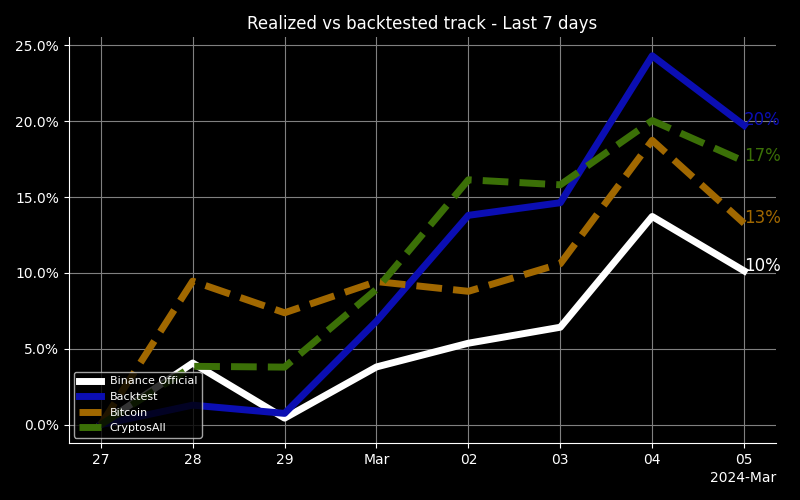 Realized vs backtested track - Last 7 days
25.0%
20.0%
15.0%
10.0%
5.0%
0.0%
20%
17%
13%
10%
Binance Official
Backtest
Bitcoin
CryptosAll
27 28 29 Mar 02 03 04 05
2024-Mar